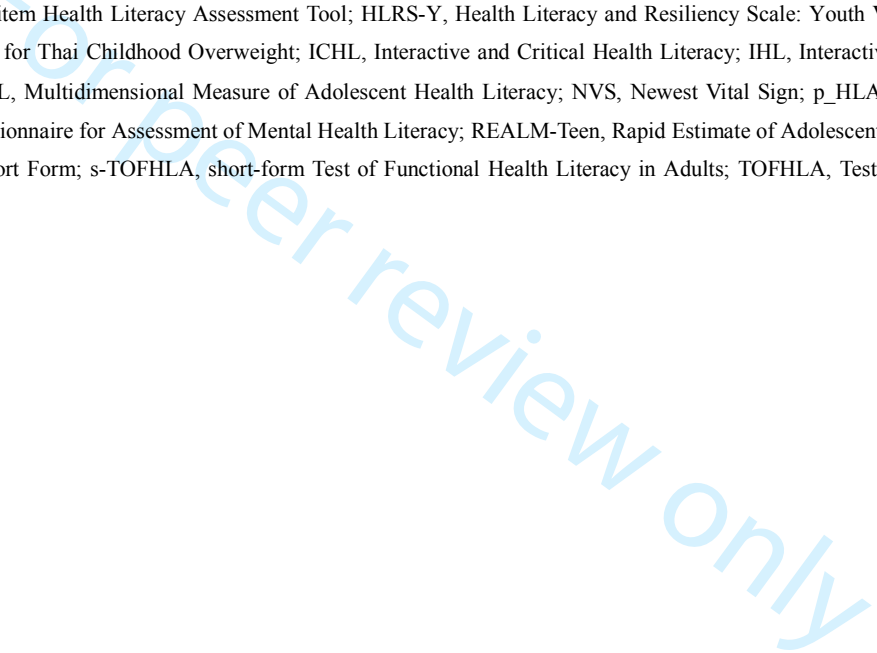 item Health Literacy Assessment Tool; HLRS-Y, Health Literacy and Resiliency Scale: Youth V
for Thai Childhood Overweight; ICHL, Interactive and Critical Health Literacy; IHL, Interactiv
L, Multidimensional Measure of Adolescent Health Literacy; NVS, Newest Vital Sign; p_HLA
ionnaire for Assessment of Mental Health Literacy; REALM-Teen, Rapid Estimate of Adolescent
ort Form; s-TOFHLA, short-form Test of Functional Health Literacy in Adults; TOFHLA, Test
or peer review only